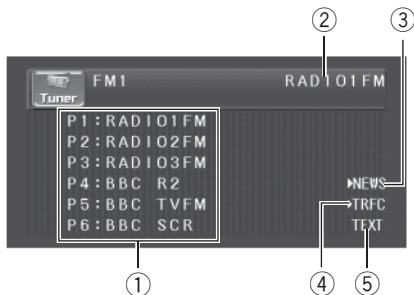 ② ③
FM1 RADIO1FM
Tuner
P1:RADIO1FM
P2:RADIO2FM
P3:RADIO3FM
P4:BBC R2 NEWS
P5:BBC TVFM TRFC
P6:BBC SCR TEXT
① ④ ⑤